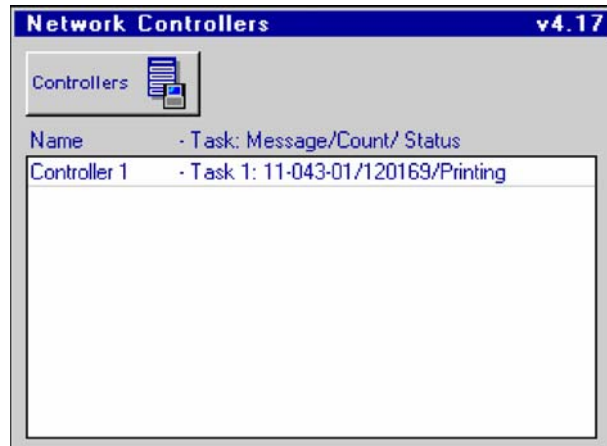 Network Controllers v4.17
Controllers
Name - Task: Message/Count/ Status
Controller 1 - Task 1: 11-043-01/120169/Printing